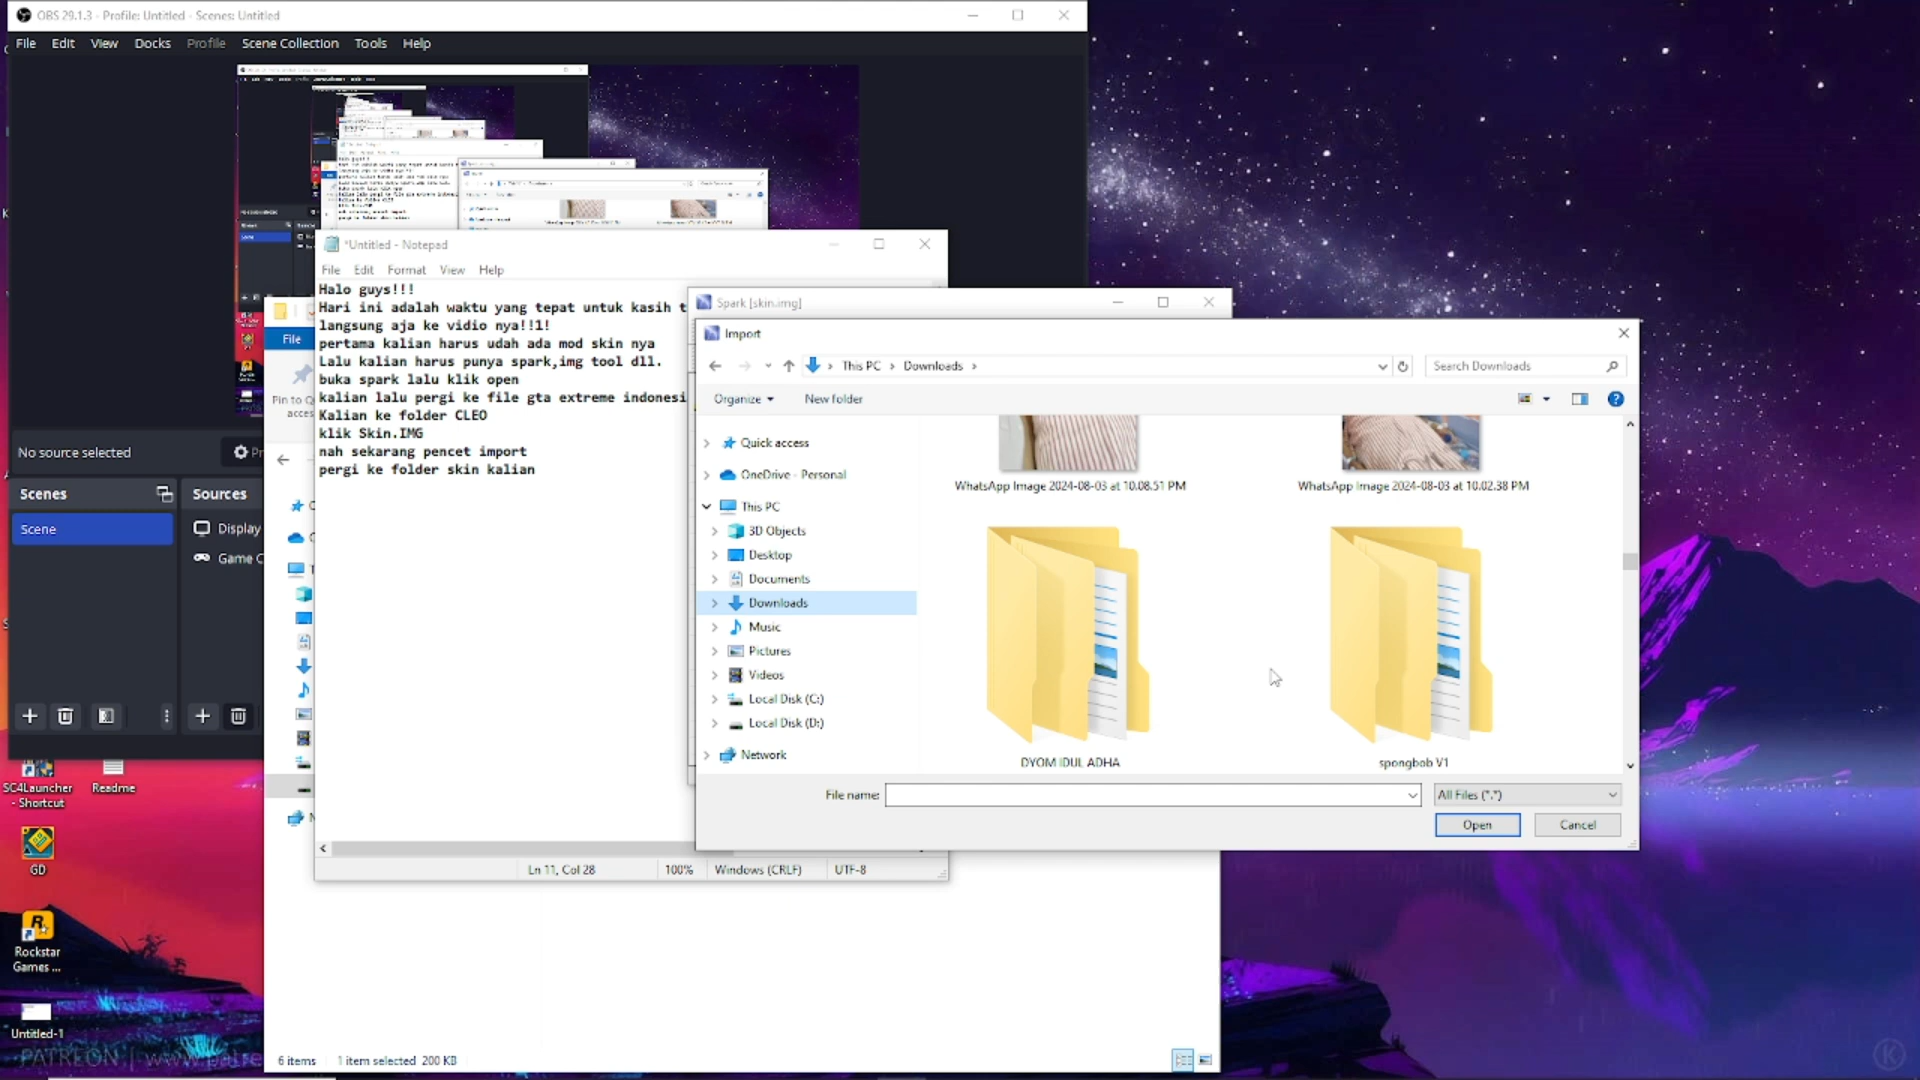 OBS 29.1.3 - Profile: Untitled - Scenes: Untitled
File Edit View Docks Profile Scene Collection Tools Help
*Untitled - Notepad
File Edit Format View Help
Halo guys!!!
Hari ini adalah waktu yang tepat untuk kasih t
langsung aja ke vidio nya!!1!
pertama kalian harus udah ada mod skin nya
Lalu kalian harus punya spark,img tool dll.
buka spark lalu klik open
kalian lalu pergi ke file gta extreme indonesi
Kalian ke folder CLEO
klik Skin.IMG
nah sekarang pencet import
pergi ke folder skin kalian
Ln 11, Col 28 100% Windows (CRLF) UTF-8
Spark [skin.img]
Import
This PC Downloads
Search Downloads
Organize New folder
Quick access
OneDrive - Personal
This PC
3D Objects
Desktop
Documents
Downloads
Music
Pictures
Videos
Local Disk (C:)
Local Disk (D:)
Network
WhatsApp Image 2024-08-03 at 10.08.51 PM
WhatsApp Image 2024-08-03 at 10.02.38 PM
DYOM IDUL ADHA
spongbob V1
File name:
All Files (*.*)
Open Cancel
File
Pin to Q
acces
No source selected
Pr
Scenes
Scene
Sources
Display
Game C
SC4Launcher
- Shortcut
Readme
GD
Rockstar
Games ...
Untitled-1
PATREON | www.patre
6 items 1 item selected 200 KB
K